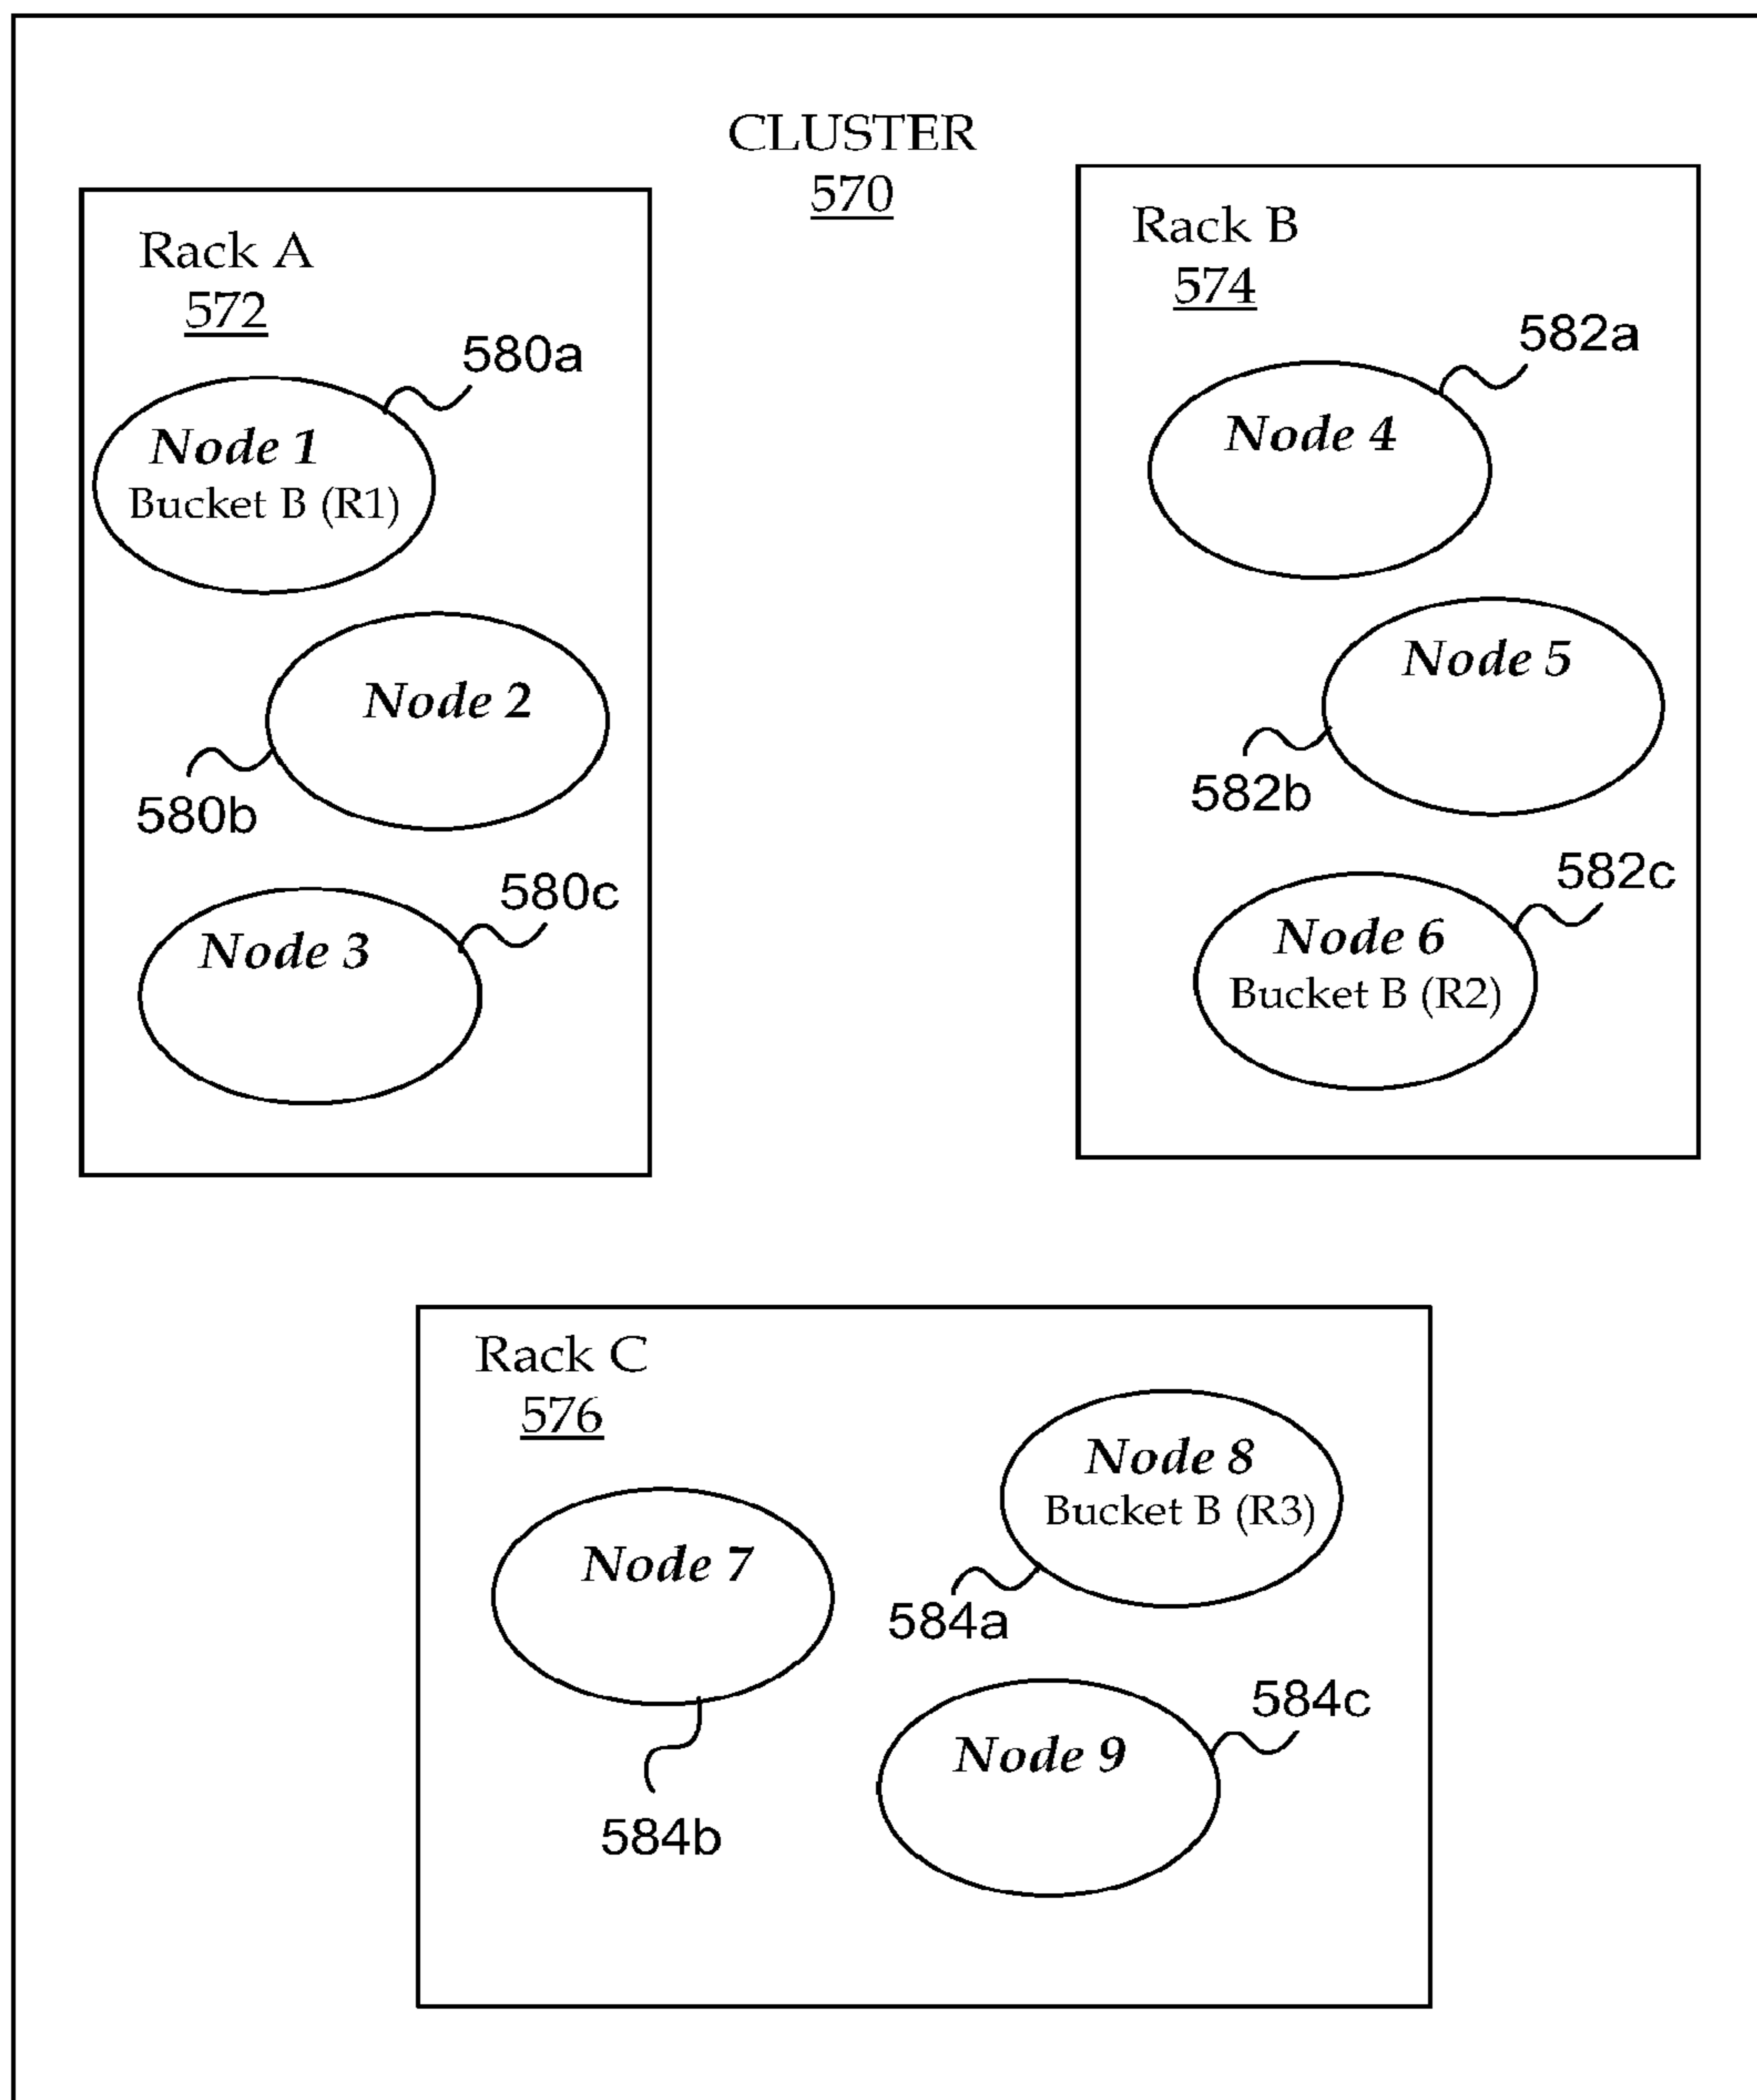 CLUSTER
570
Rack A
572
580a
Node 1
Bucket B (R1)
Node 2
580b
580c
Node 3
Rack B
574
582a
Node 4
Node 5
582b
582c
Node 6
Bucket B (R2)
Rack C
576
Node 8
Bucket B (R3)
Node 7
584a
584c
Node 9
584b